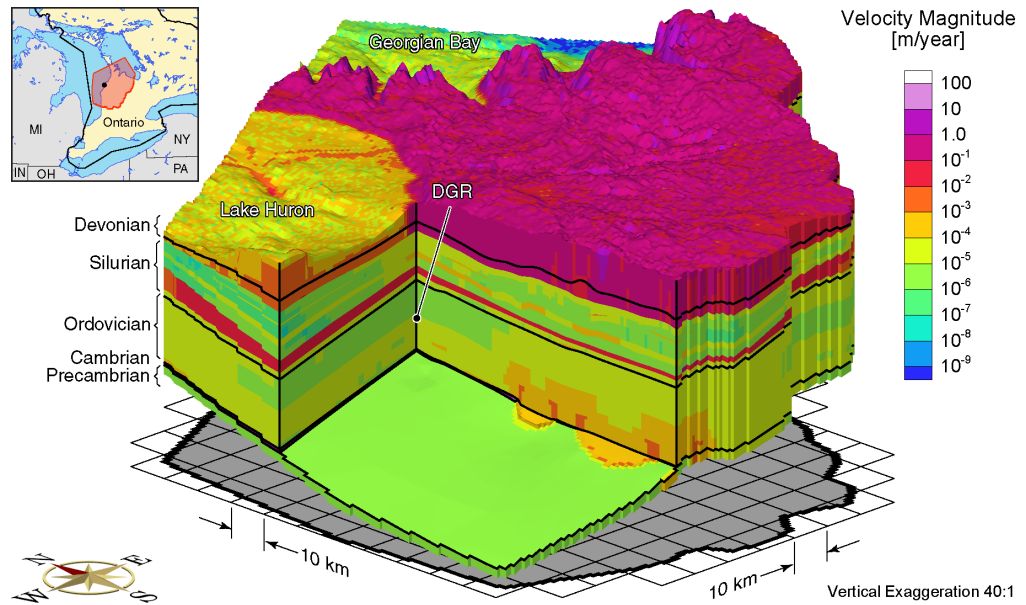 MI
Ontario
NY
IN
OH
PA
Georgian Bay
Velocity Magnitude
[m/year]
100
10
1.0
10⁻¹
10⁻²
10⁻³
10⁻⁴
10⁻⁵
10⁻⁶
10⁻⁷
10⁻⁸
10⁻⁹
DGR
Lake Huron
Devonian
Silurian
Ordovician
Cambrian
Precambrian
10 km
10 km
N
E
W
S
Vertical Exaggeration 40:1